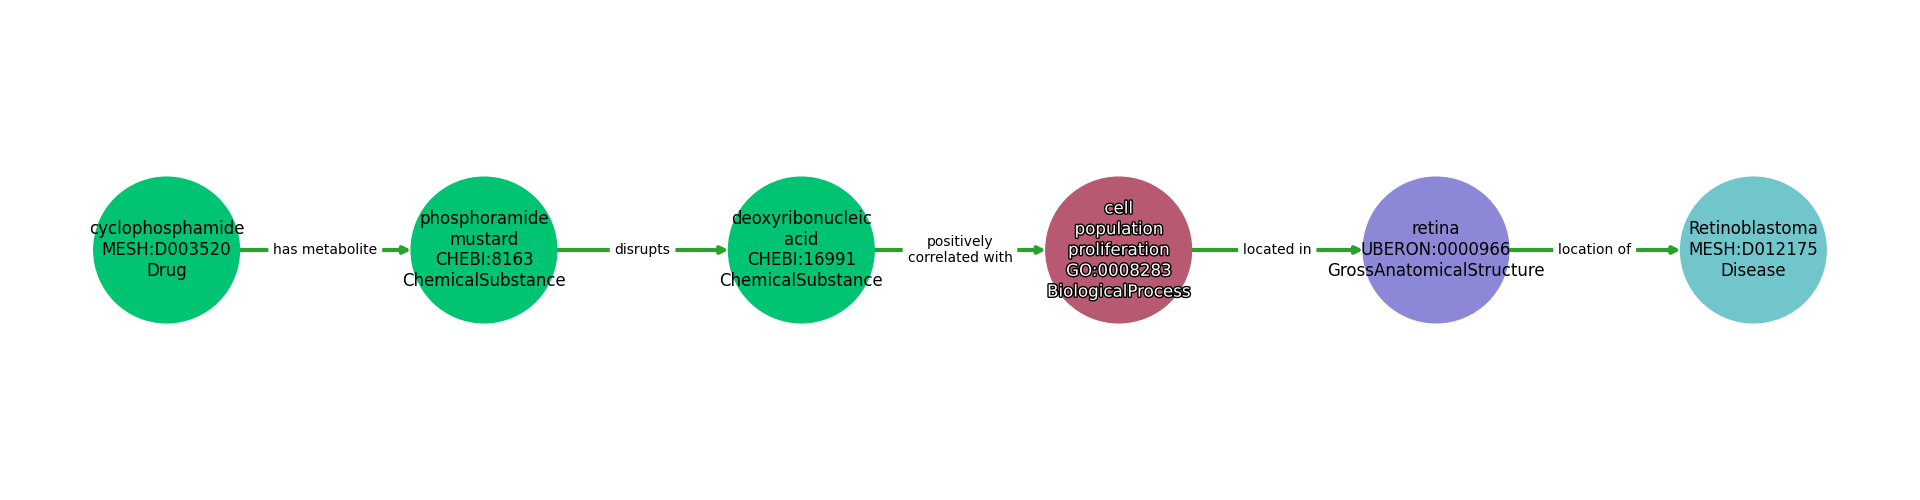 cyclophosphamide
MESH:D003520
Drug
has metabolite
phosphoramide
mustard
CHEBI:8163
ChemicalSubstance
disrupts
deoxyribonucleic
acid
CHEBI:16991
ChemicalSubstance
positively
correlated with
cell
population
proliferation
GO:0008283
BiologicalProcess
located in
retina
UBERON:0000966
GrossAnatomicalStructure
location of
Retinoblastoma
MESH:D012175
Disease